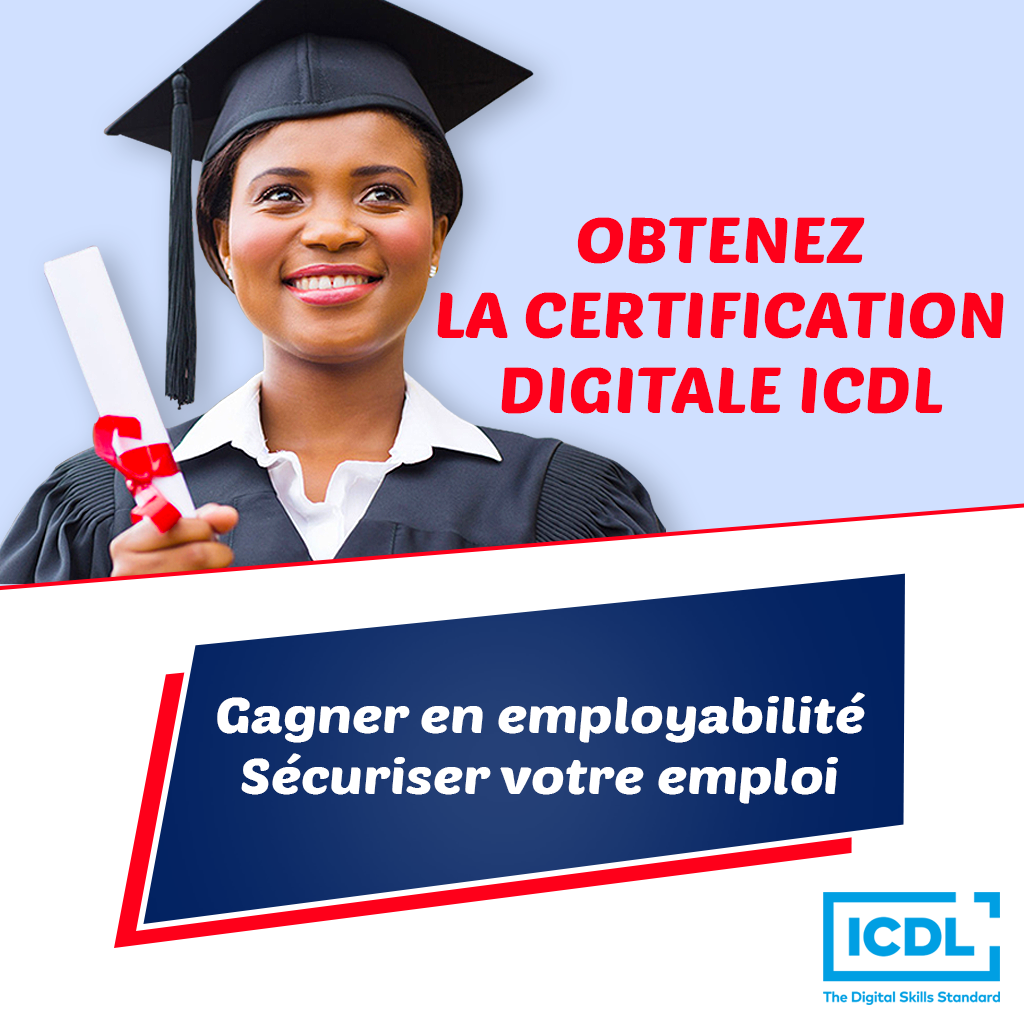 OBTENEZ
LA CERTIFICATION
DIGITALE ICDL
Gagner en employabilité
Sécuriser votre emploi
ICDL
The Digital Skills Standard